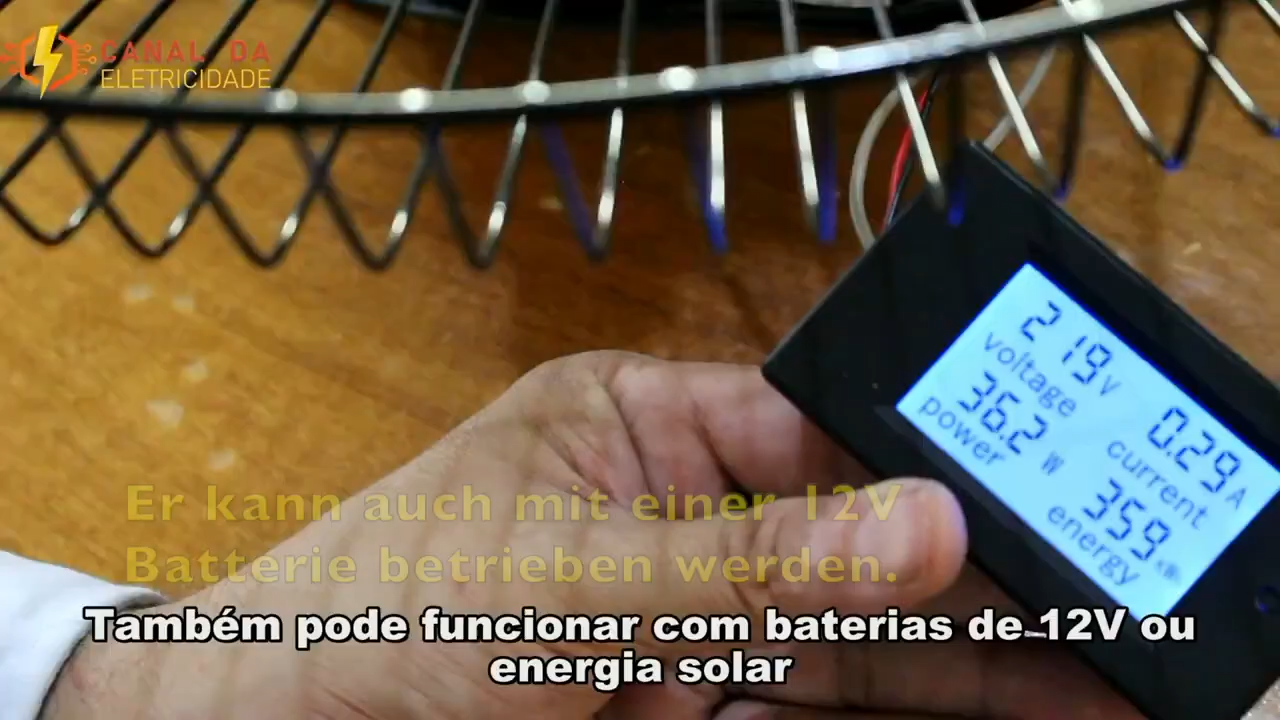 CANAL DA
ELETRICIDADE
219V
voltage
0.29A
current
36.2 W
power
359
energy
Er kann auch mit einer 12V
Batterie betrieben werden.
Também pode funcionar com baterias de 12V ou
energia solar